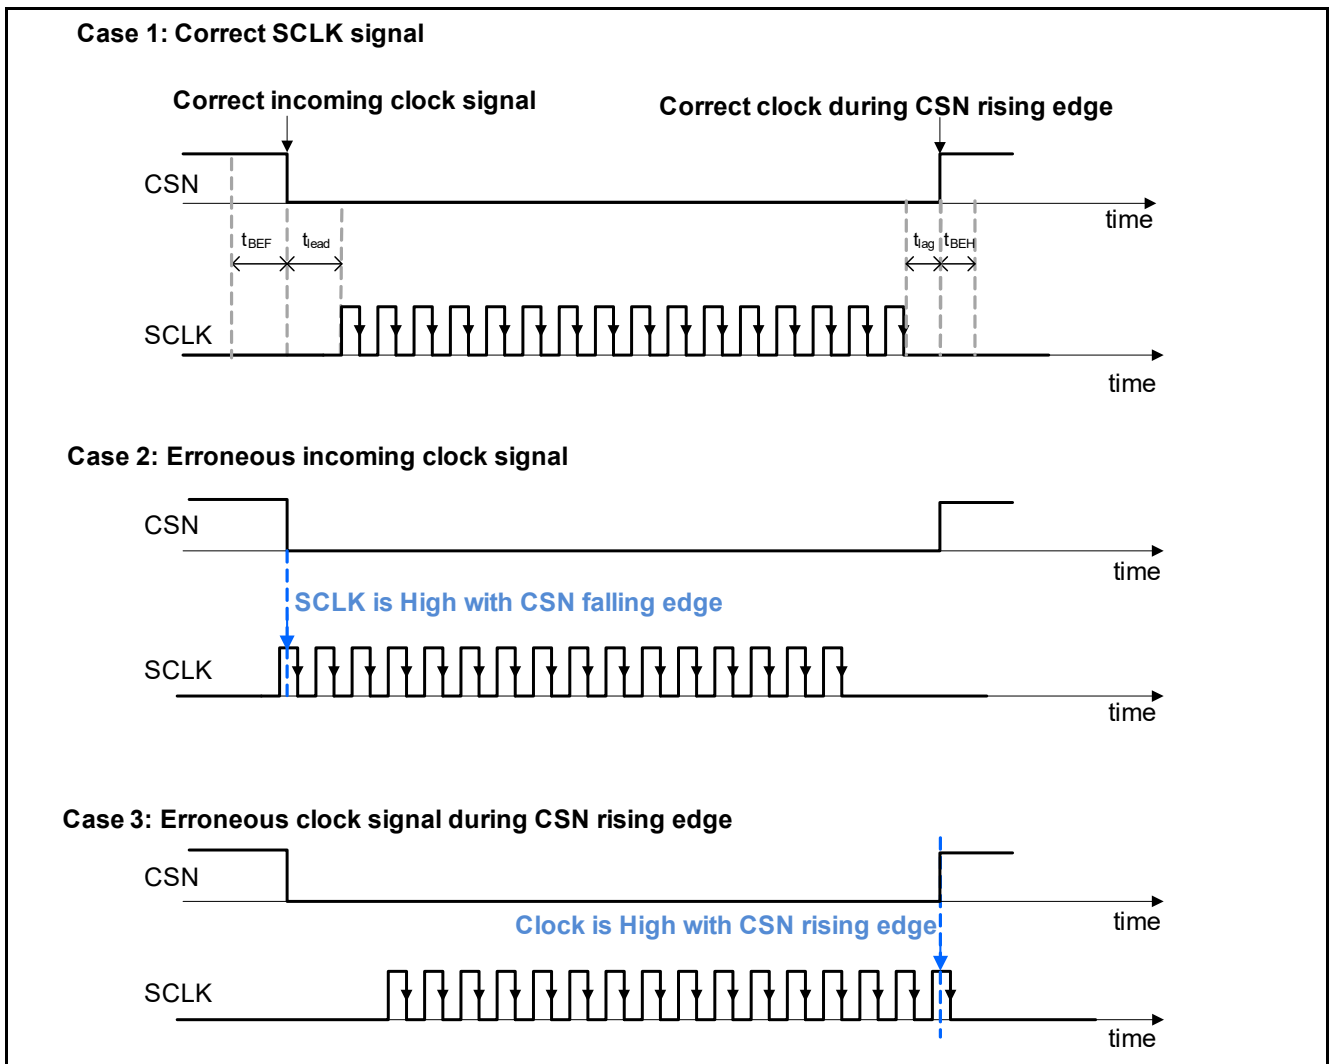 Case 1: Correct SCLK signal
Correct incoming clock signal
Correct clock during CSN rising edge
CSN
time
tBEF
tlead
tlag
tBEH
SCLK
time
Case 2: Erroneous incoming clock signal
CSN
time
SCLK is High with CSN falling edge
SCLK
time
Case 3: Erroneous clock signal during CSN rising edge
CSN
time
Clock is High with CSN rising edge
SCLK
time